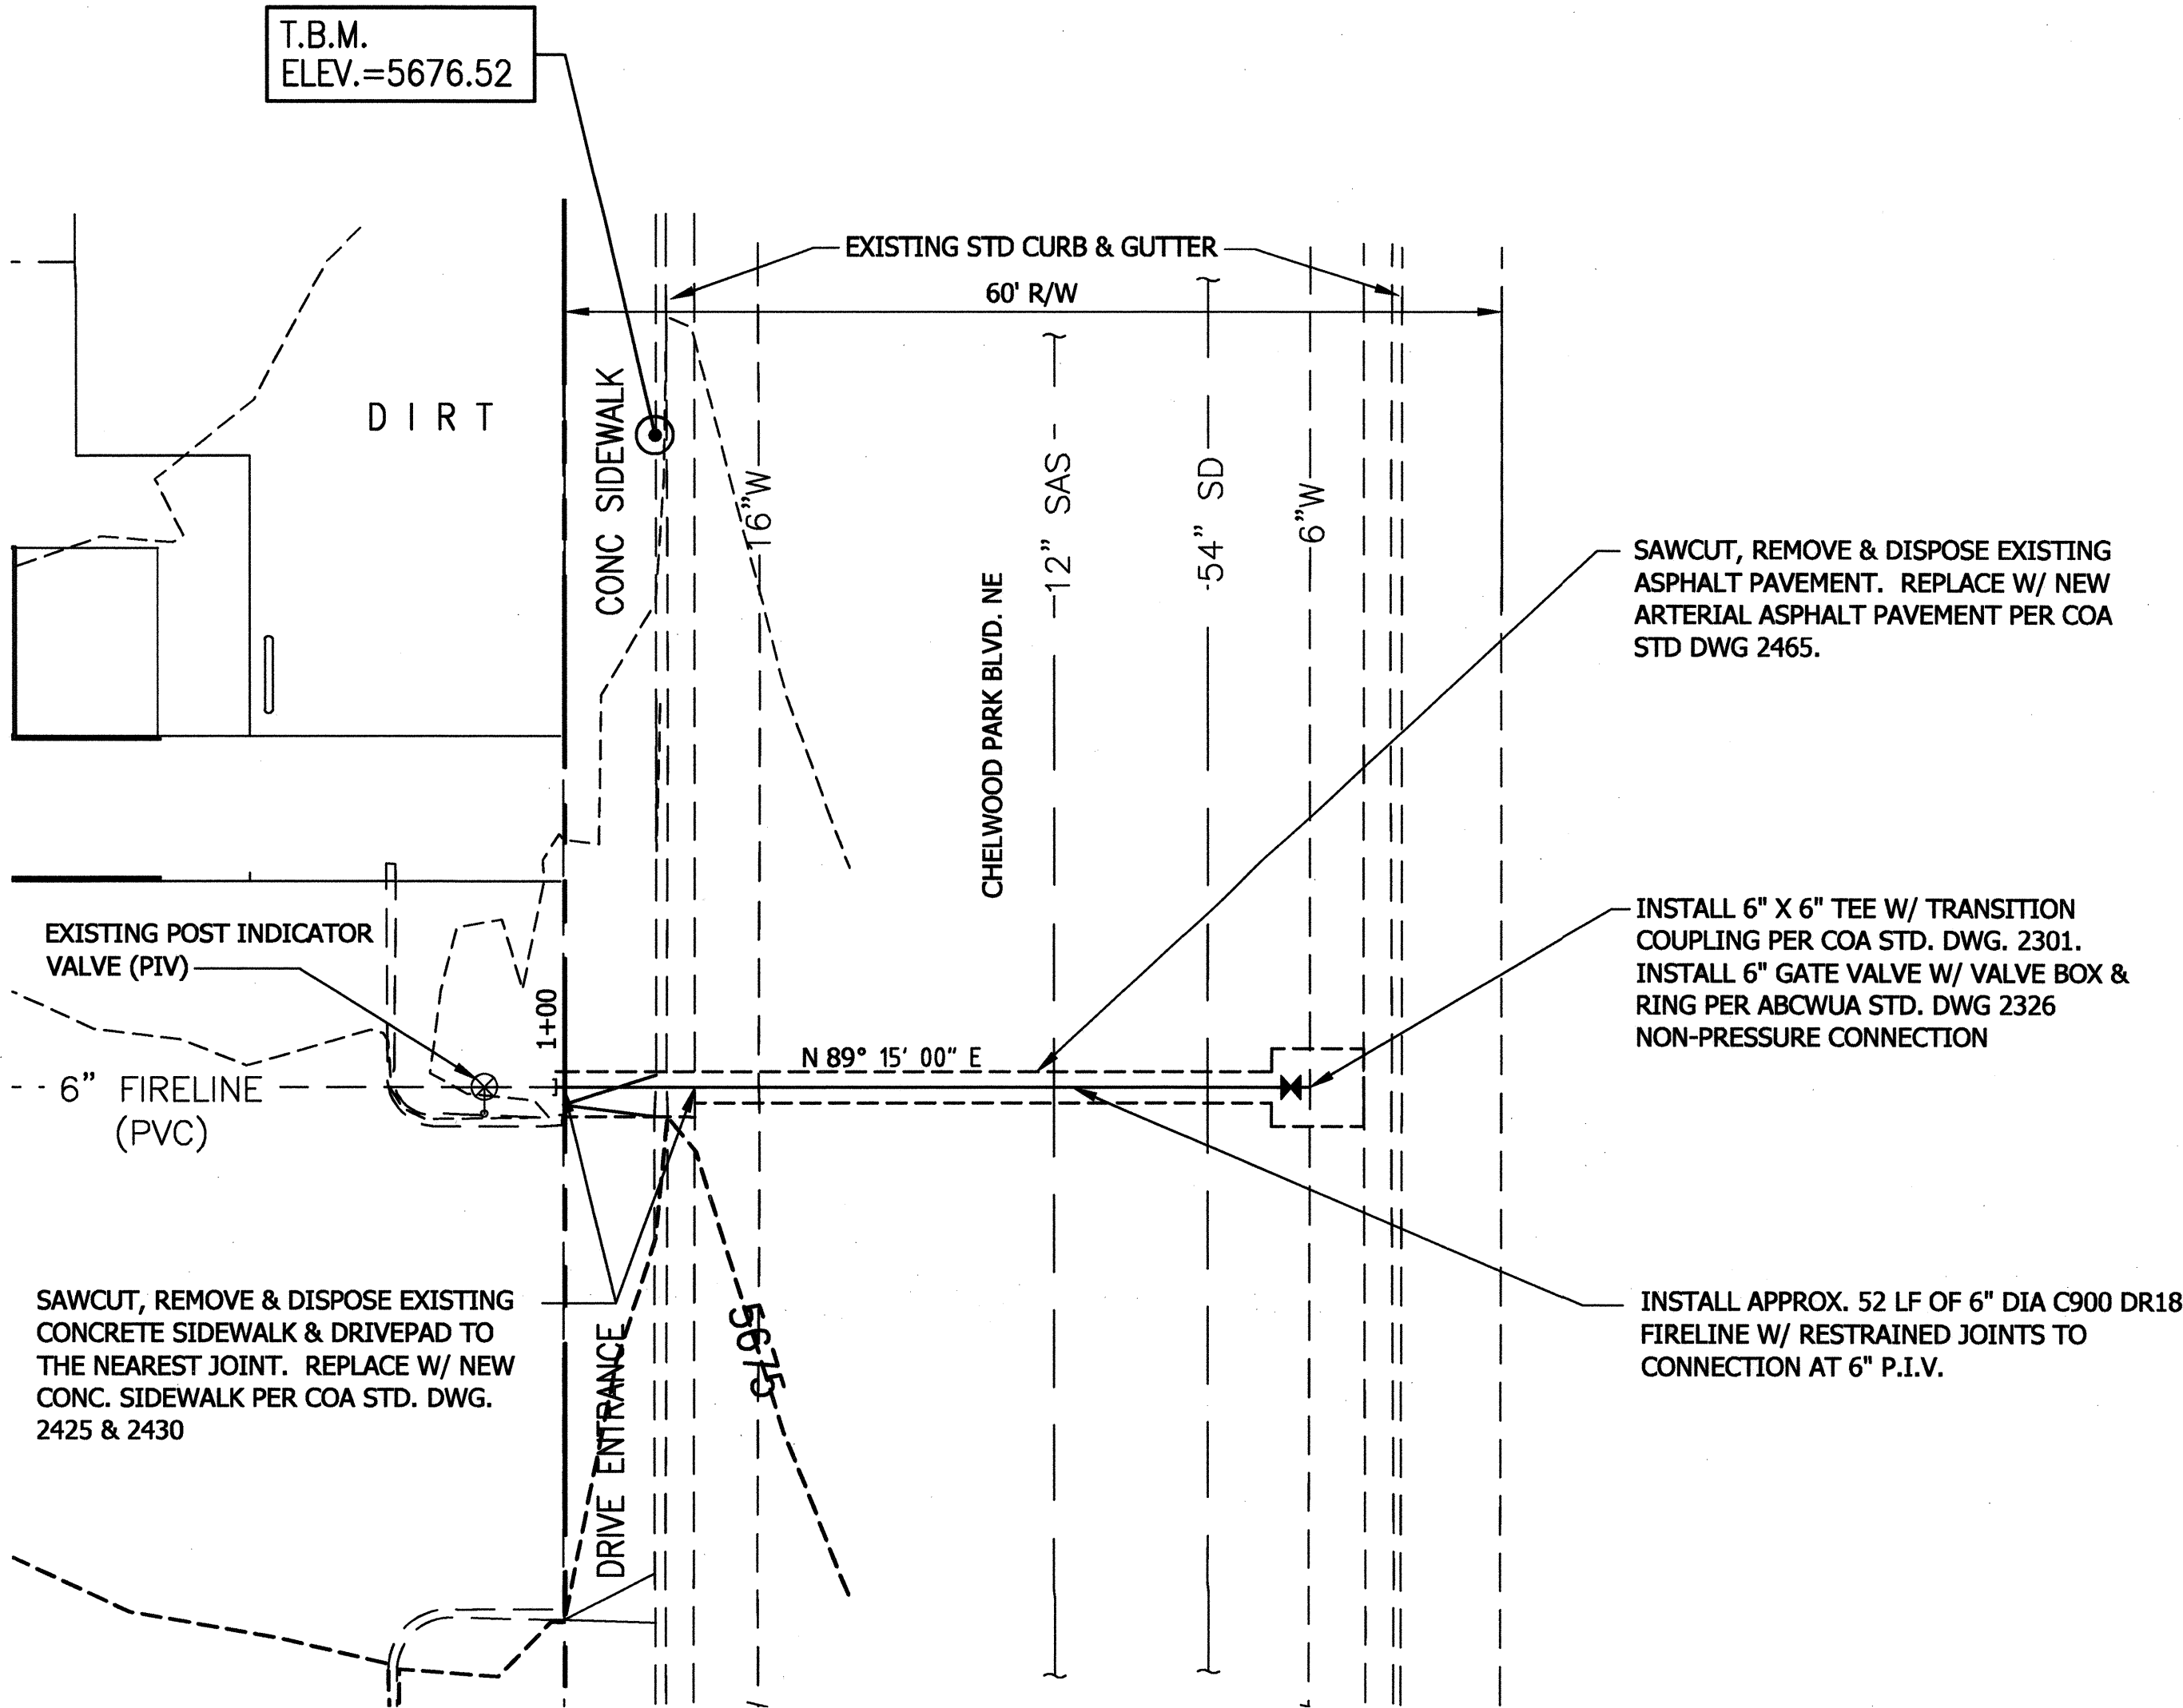 T.B.M.
ELEV.=5676.52
EXISTING STD CURB & GUTTER
60' R/W
DIRT
CONC SIDEWALK
16"W
12" SAS
54" SD
6"W
CHELWOOD PARK BLVD. NE
SAWCUT, REMOVE & DISPOSE EXISTING
ASPHALT PAVEMENT. REPLACE W/ NEW
ARTERIAL ASPHALT PAVEMENT PER COA
STD DWG 2465.
EXISTING POST INDICATOR
VALVE (PIV)
INSTALL 6" X 6" TEE W/ TRANSITION
COUPLING PER COA STD. DWG. 2301.
INSTALL 6" GATE VALVE W/ VALVE BOX &
RING PER ABCWUA STD. DWG 2326
NON-PRESSURE CONNECTION
1+00
N 89° 15' 00" E
6" FIRELINE
(PVC)
SAWCUT, REMOVE & DISPOSE EXISTING
CONCRETE SIDEWALK & DRIVEPAD TO
THE NEAREST JOINT. REPLACE W/ NEW
CONC. SIDEWALK PER COA STD. DWG.
2425 & 2430
DRIVE ENTRANCE
5675
INSTALL APPROX. 52 LF OF 6" DIA C900 DR18
FIRELINE W/ RESTRAINED JOINTS TO
CONNECTION AT 6" P.I.V.